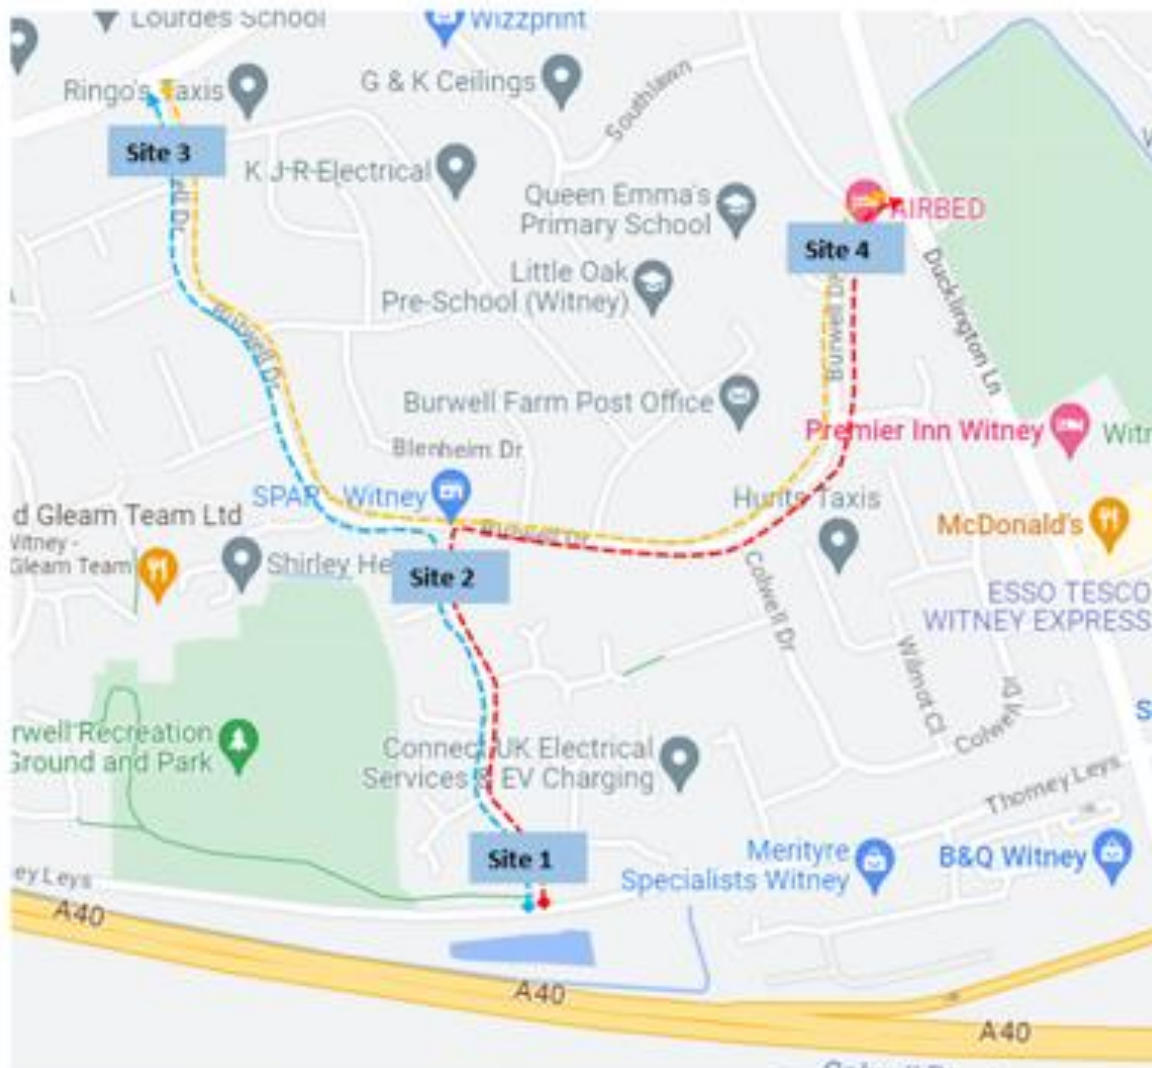 Lourdes School
Wizzprint
Ringo's Taxis
G & K Ceilings
Southlawn
Site 3
K J R Electrical
Queen Emma's
Primary School
AIRBED
Site 4
Little Oak
Pre-School (Witney)
Ducklington Ln
Burwell Dr
Burwell Dr
Burwell Farm Post Office
Premier Inn Witney
Witn
Blenheim Dr
SPAR - Witney
Hunts Taxis
d Gleam Team Ltd
Witney -
Gleam Team
McDonald's
Burwell Dr
Shirley He
Site 2
Colwell Dr
ESSO TESCO
WITNEY EXPRESS
Wilmot Cl
Colwell Dr
S
rwell Recreation
Ground and Park
Connect UK Electrical
Services & EV Charging
Thorney Leys
Site 1
Merityre
Specialists Witney
B&Q Witney
ey Leys
A40
A40
A40